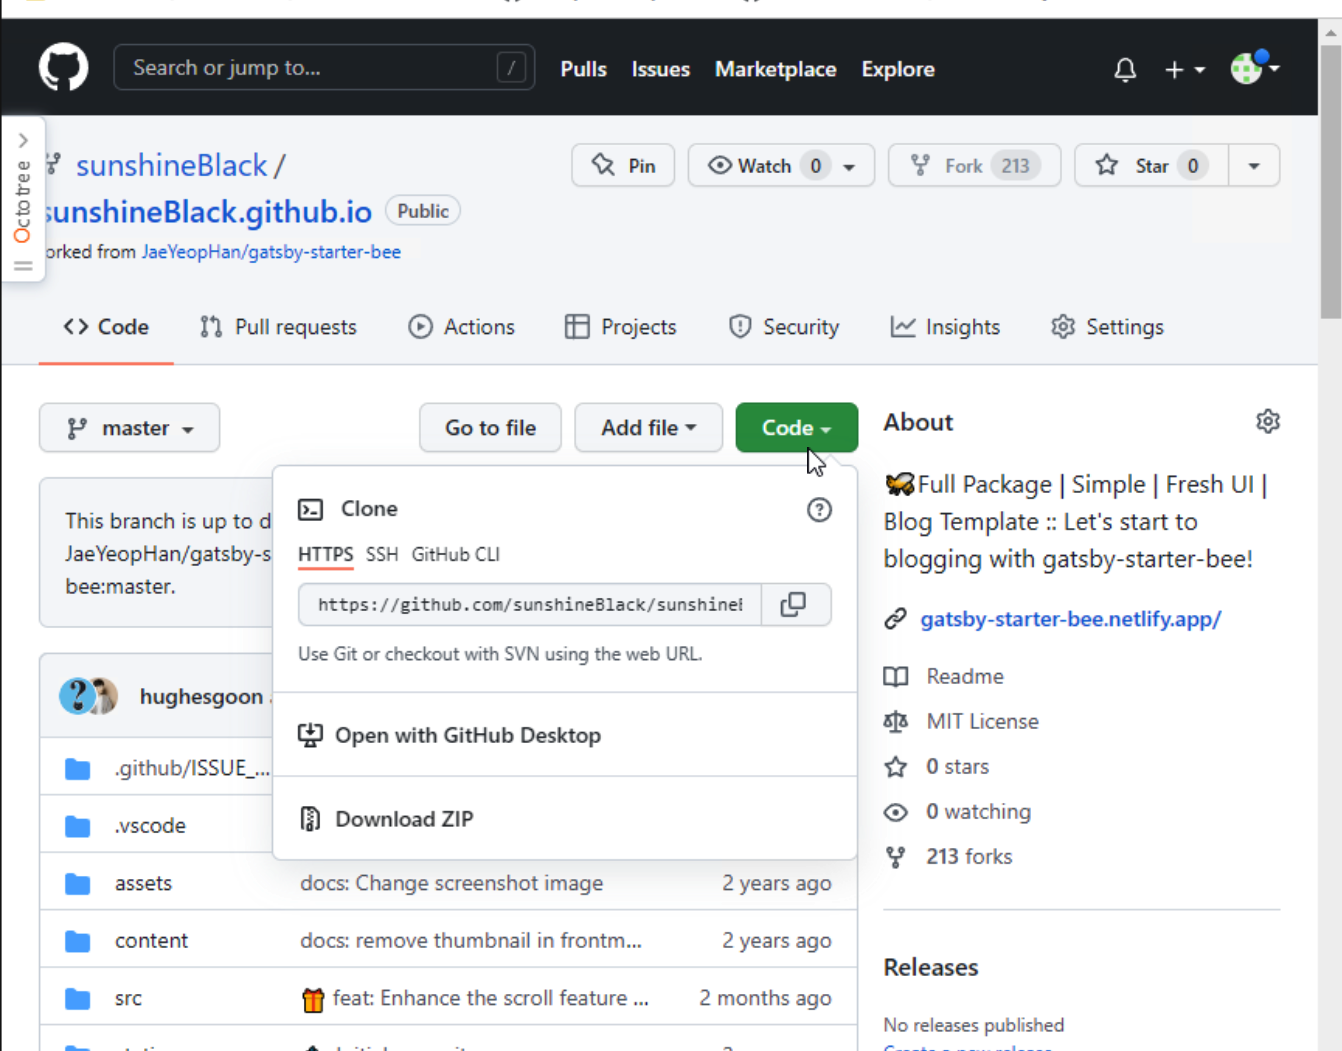 Search or jump to... /
Pulls Issues Marketplace Explore
Octotree
sunshineBlack /
sunshineBlack.github.io Public
orked from JaeYeopHan/gatsby-starter-bee
Pin
Watch 0
Fork 213
Star 0
<> Code
Pull requests
Actions
Projects
Security
Insights
Settings
master
Go to file
Add file
Code
This branch is up to d
JaeYeopHan/gatsby-s
bee:master.
Clone
HTTPS SSH GitHub CLI
https://github.com/sunshineBlack/sunshine
Use Git or checkout with SVN using the web URL.
Open with GitHub Desktop
Download ZIP
hughesgoon
.github/ISSUE_...
.vscode
assets docs: Change screenshot image 2 years ago
content docs: remove thumbnail in frontm... 2 years ago
src 🎁 feat: Enhance the scroll feature ... 2 months ago
About
🐝Full Package | Simple | Fresh UI |
Blog Template :: Let's start to
blogging with gatsby-starter-bee!
gatsby-starter-bee.netlify.app/
Readme
MIT License
0 stars
0 watching
213 forks
Releases
No releases published
Create a new release